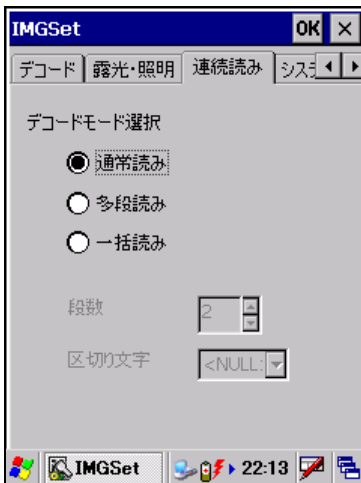 IMGSet OK ×
デコード 露光・照明 連続読み システ
デコードモード選択
通常読み
多段読み
一括読み
段数 2
区切り文字 <NULL:
IMGSet 22:13